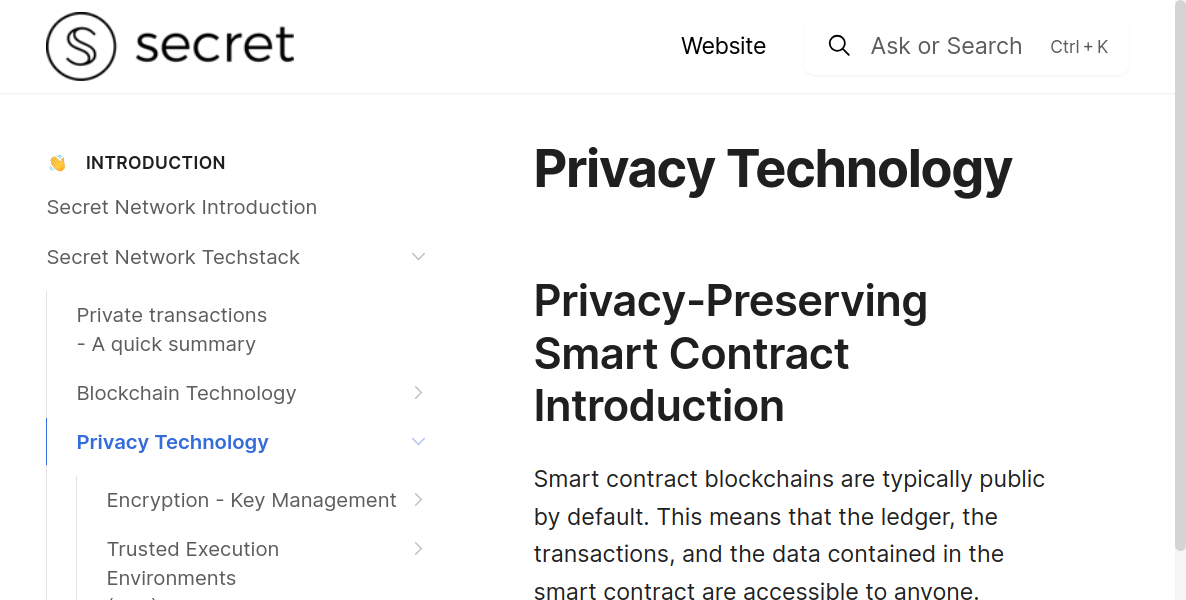 secret
Website
Ask or Search
Ctrl + K
INTRODUCTION
Secret Network Introduction
Secret Network Techstack
Private transactions
- A quick summary
Blockchain Technology
Privacy Technology
Encryption - Key Management
Trusted Execution
Environments
Privacy Technology
Privacy-Preserving
Smart Contract
Introduction
Smart contract blockchains are typically public
by default. This means that the ledger, the
transactions, and the data contained in the
smart contract are accessible to anyone.